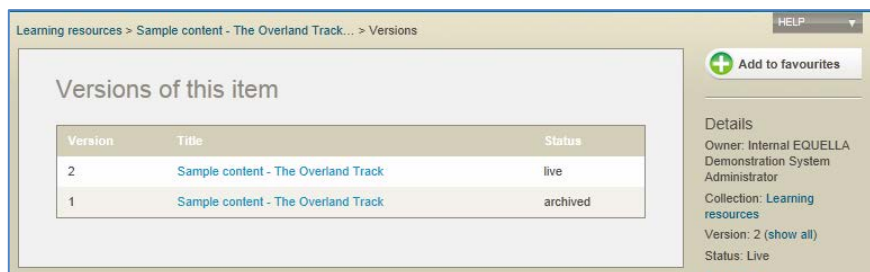 HELP
Learning resources > Sample content - The Overland Track... > Versions
Add to favourites
Versions of this item
Version Title Status
2 Sample content - The Overland Track live
1 Sample content - The Overland Track archived
Details
Owner: Internal EQUELLA
Demonstration System
Administrator
Collection: Learning
resources
Version: 2 (show all)
Status: Live